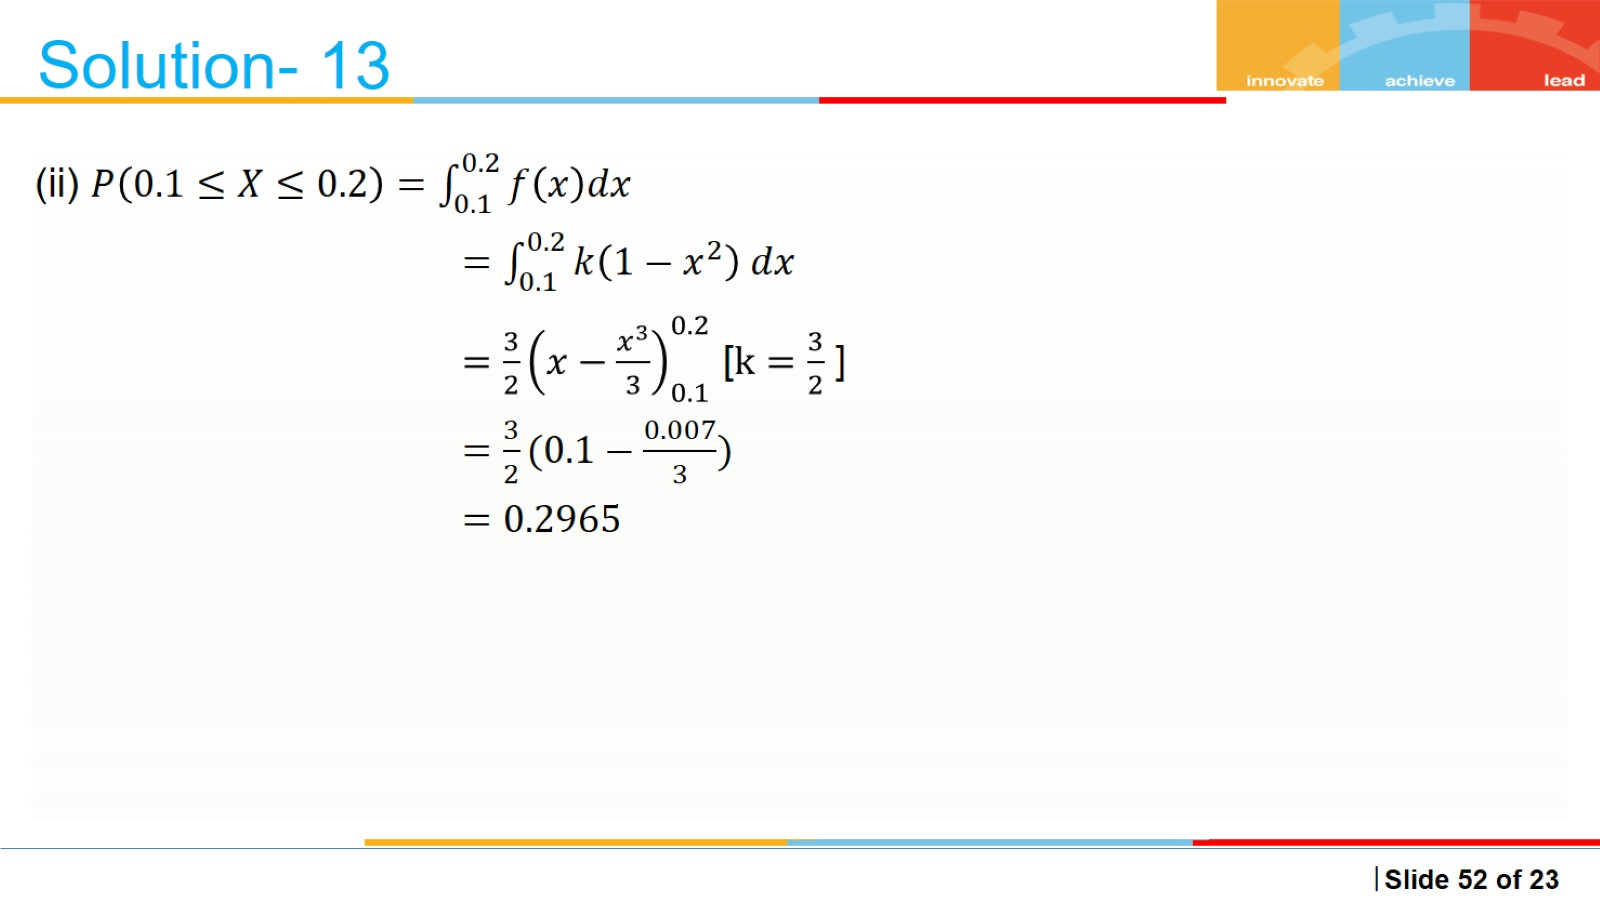 Solution- 13
innovate achieve lead
(ii) P(0.1 ≤ X ≤ 0.2) = ∫_{0.1}^{0.2} f(x)dx
= ∫_{0.1}^{0.2} k(1 − x²) dx
= 3/2 (x − x³/3)_{0.1}^{0.2} [k = 3/2 ]
= 3/2 (0.1 − 0.007/3)
= 0.2965
|Slide 52 of 23